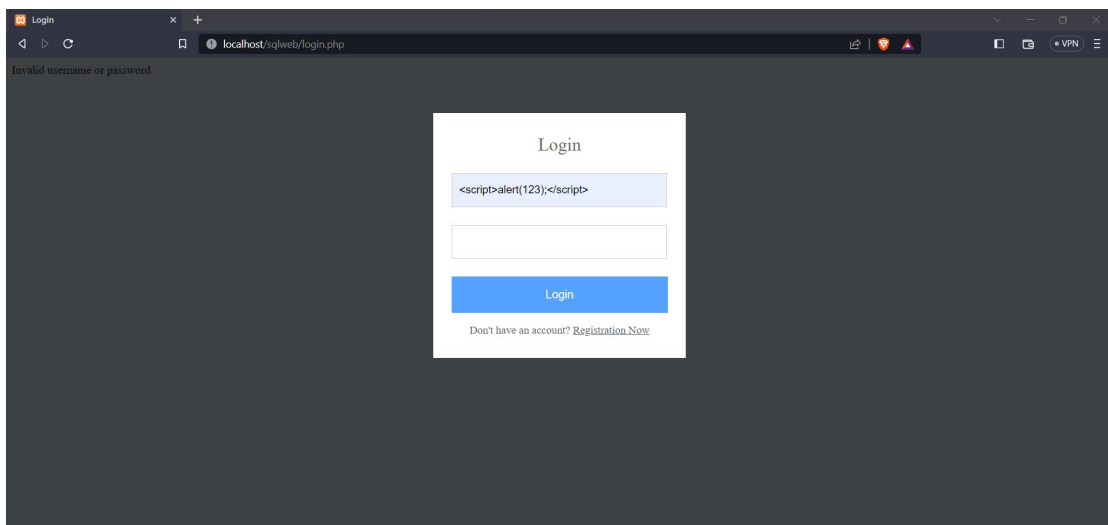 Login
localhost/sqlweb/login.php
VPN
Invalid username or password.
Login
<script>alert(123);</script>
Login
Don't have an account? Registration Now